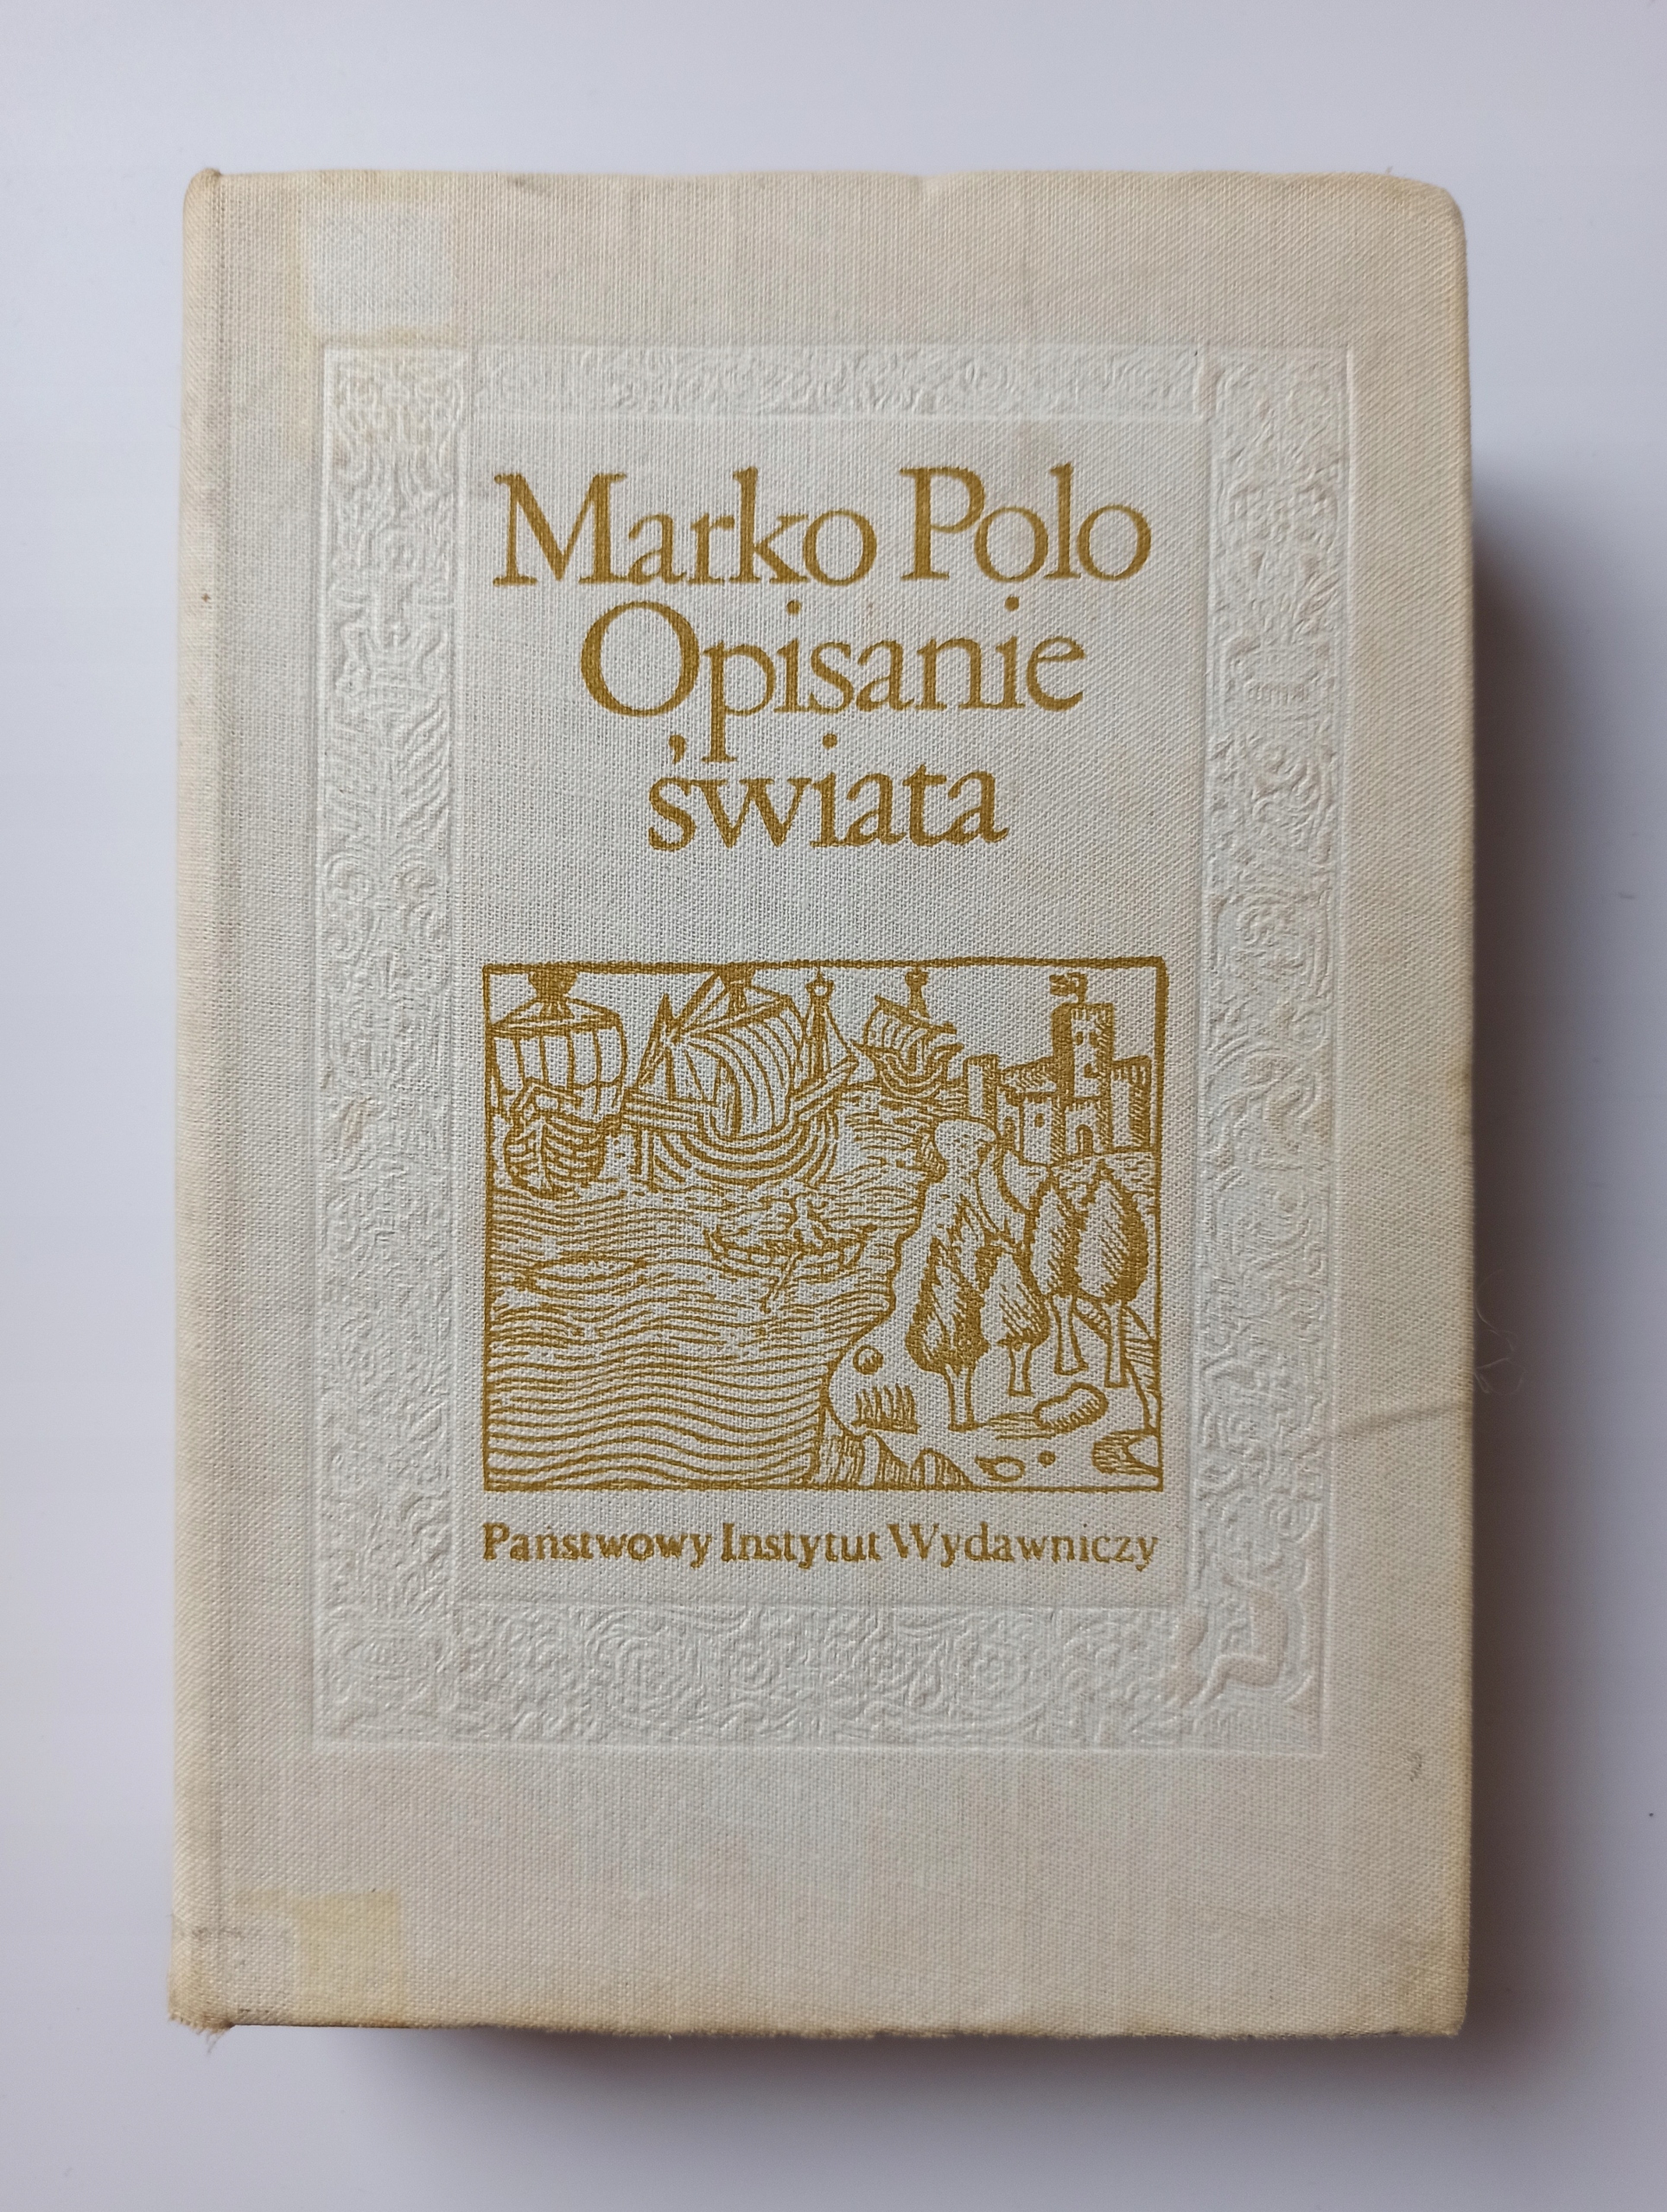 Marko Polo
Opisanie
świata
Państwowy Instytut Wydawniczy